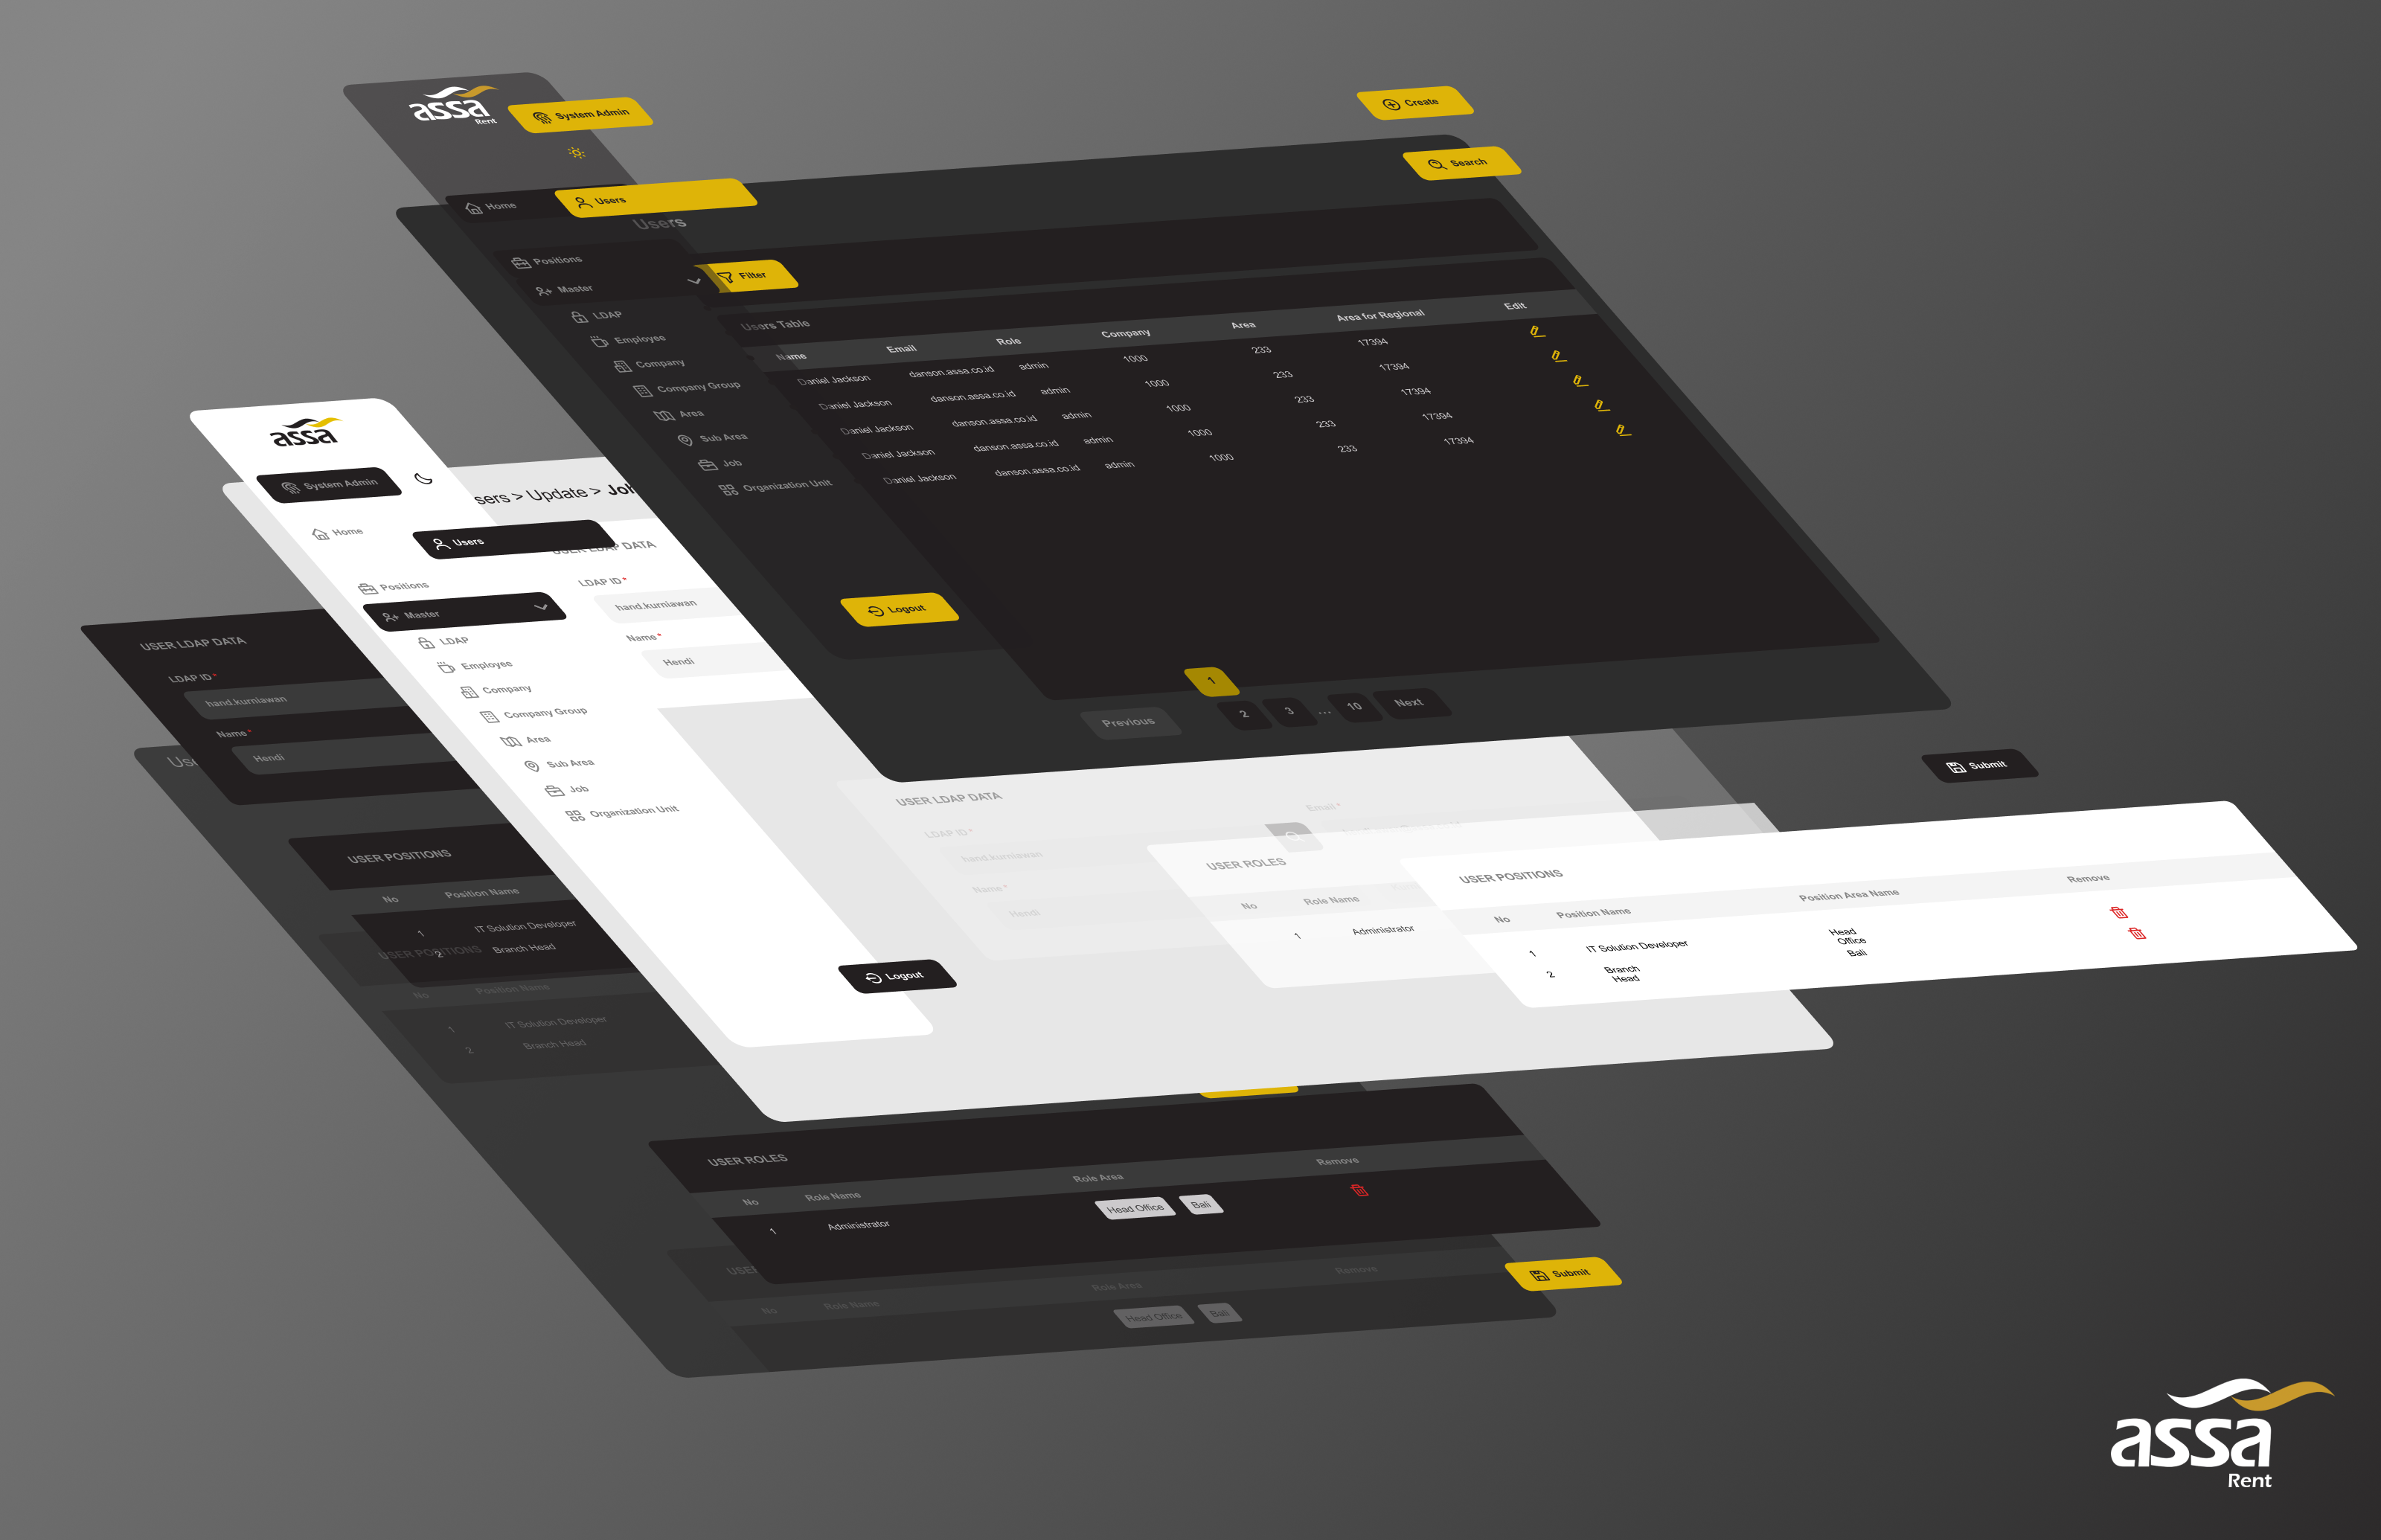 assa
Rent
System Admin
Create
Search
Home
Users
Users
Positions
Master
Filter
LDAP
Employee
Company
Company Group
Area
Sub Area
Job
Organization Unit
Logout
Users Table
Name Email Role Company Area Area for Regional Edit
Daniel Jackson danson.assa.co.id admin 1000 233 17394
Daniel Jackson danson.assa.co.id admin 1000 233 17394
Daniel Jackson danson.assa.co.id admin 1000 233 17394
Daniel Jackson danson.assa.co.id admin 1000 233 17394
Daniel Jackson danson.assa.co.id admin 1000 233 17394
Previous 1 2 3 ... 10 Next
assa
System Admin
sers > Update >
Home
Users
Positions
Master
LDAP
Employee
Company
Company Group
Area
Sub Area
Job
Organization Unit
Logout
LDAP DATA
LDAP ID *
hand.kurniawan
Name *
Hendi
USER LDAP DATA
LDAP ID *
hand.kurniawan
Name *
Hendi
USER POSITIONS
No Position Name
1 IT Solution Developer
2 Branch Head
USER POSITIONS
No Position Name
1 IT Solution Developer
2 Branch Head
USER LDAP DATA
LDAP ID *
hand.kurniawan
Name *
Hendi
Email *
USER ROLES
No Role Name
1 Administrator
Submit
USER POSITIONS
No Position Name Position Area Name Remove
1 IT Solution Developer Head Office
2 Branch Head Bali
USER ROLES
No Role Name Role Area Remove
1 Administrator Head Office Bali
Submit
USER
No Role Name Role Area Remove
Head Office Bali
assa
Rent